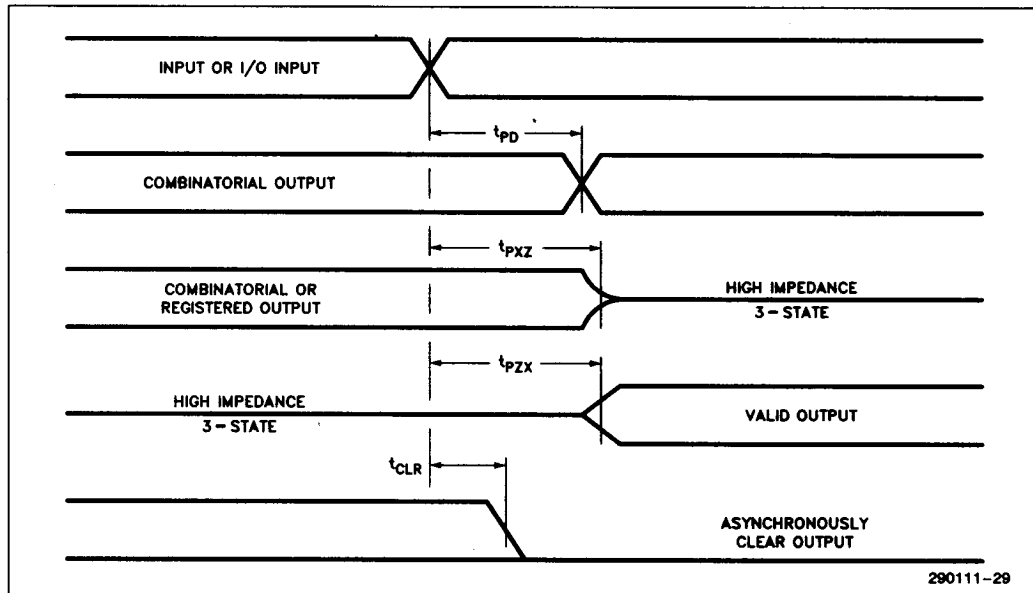 INPUT OR I/O INPUT
tPD
COMBINATORIAL OUTPUT
tPXZ
COMBINATORIAL OR
REGISTERED OUTPUT
HIGH IMPEDANCE
3-STATE
tPZX
HIGH IMPEDANCE
3-STATE
VALID OUTPUT
tCLR
ASYNCHRONOUSLY
CLEAR OUTPUT
290111-29